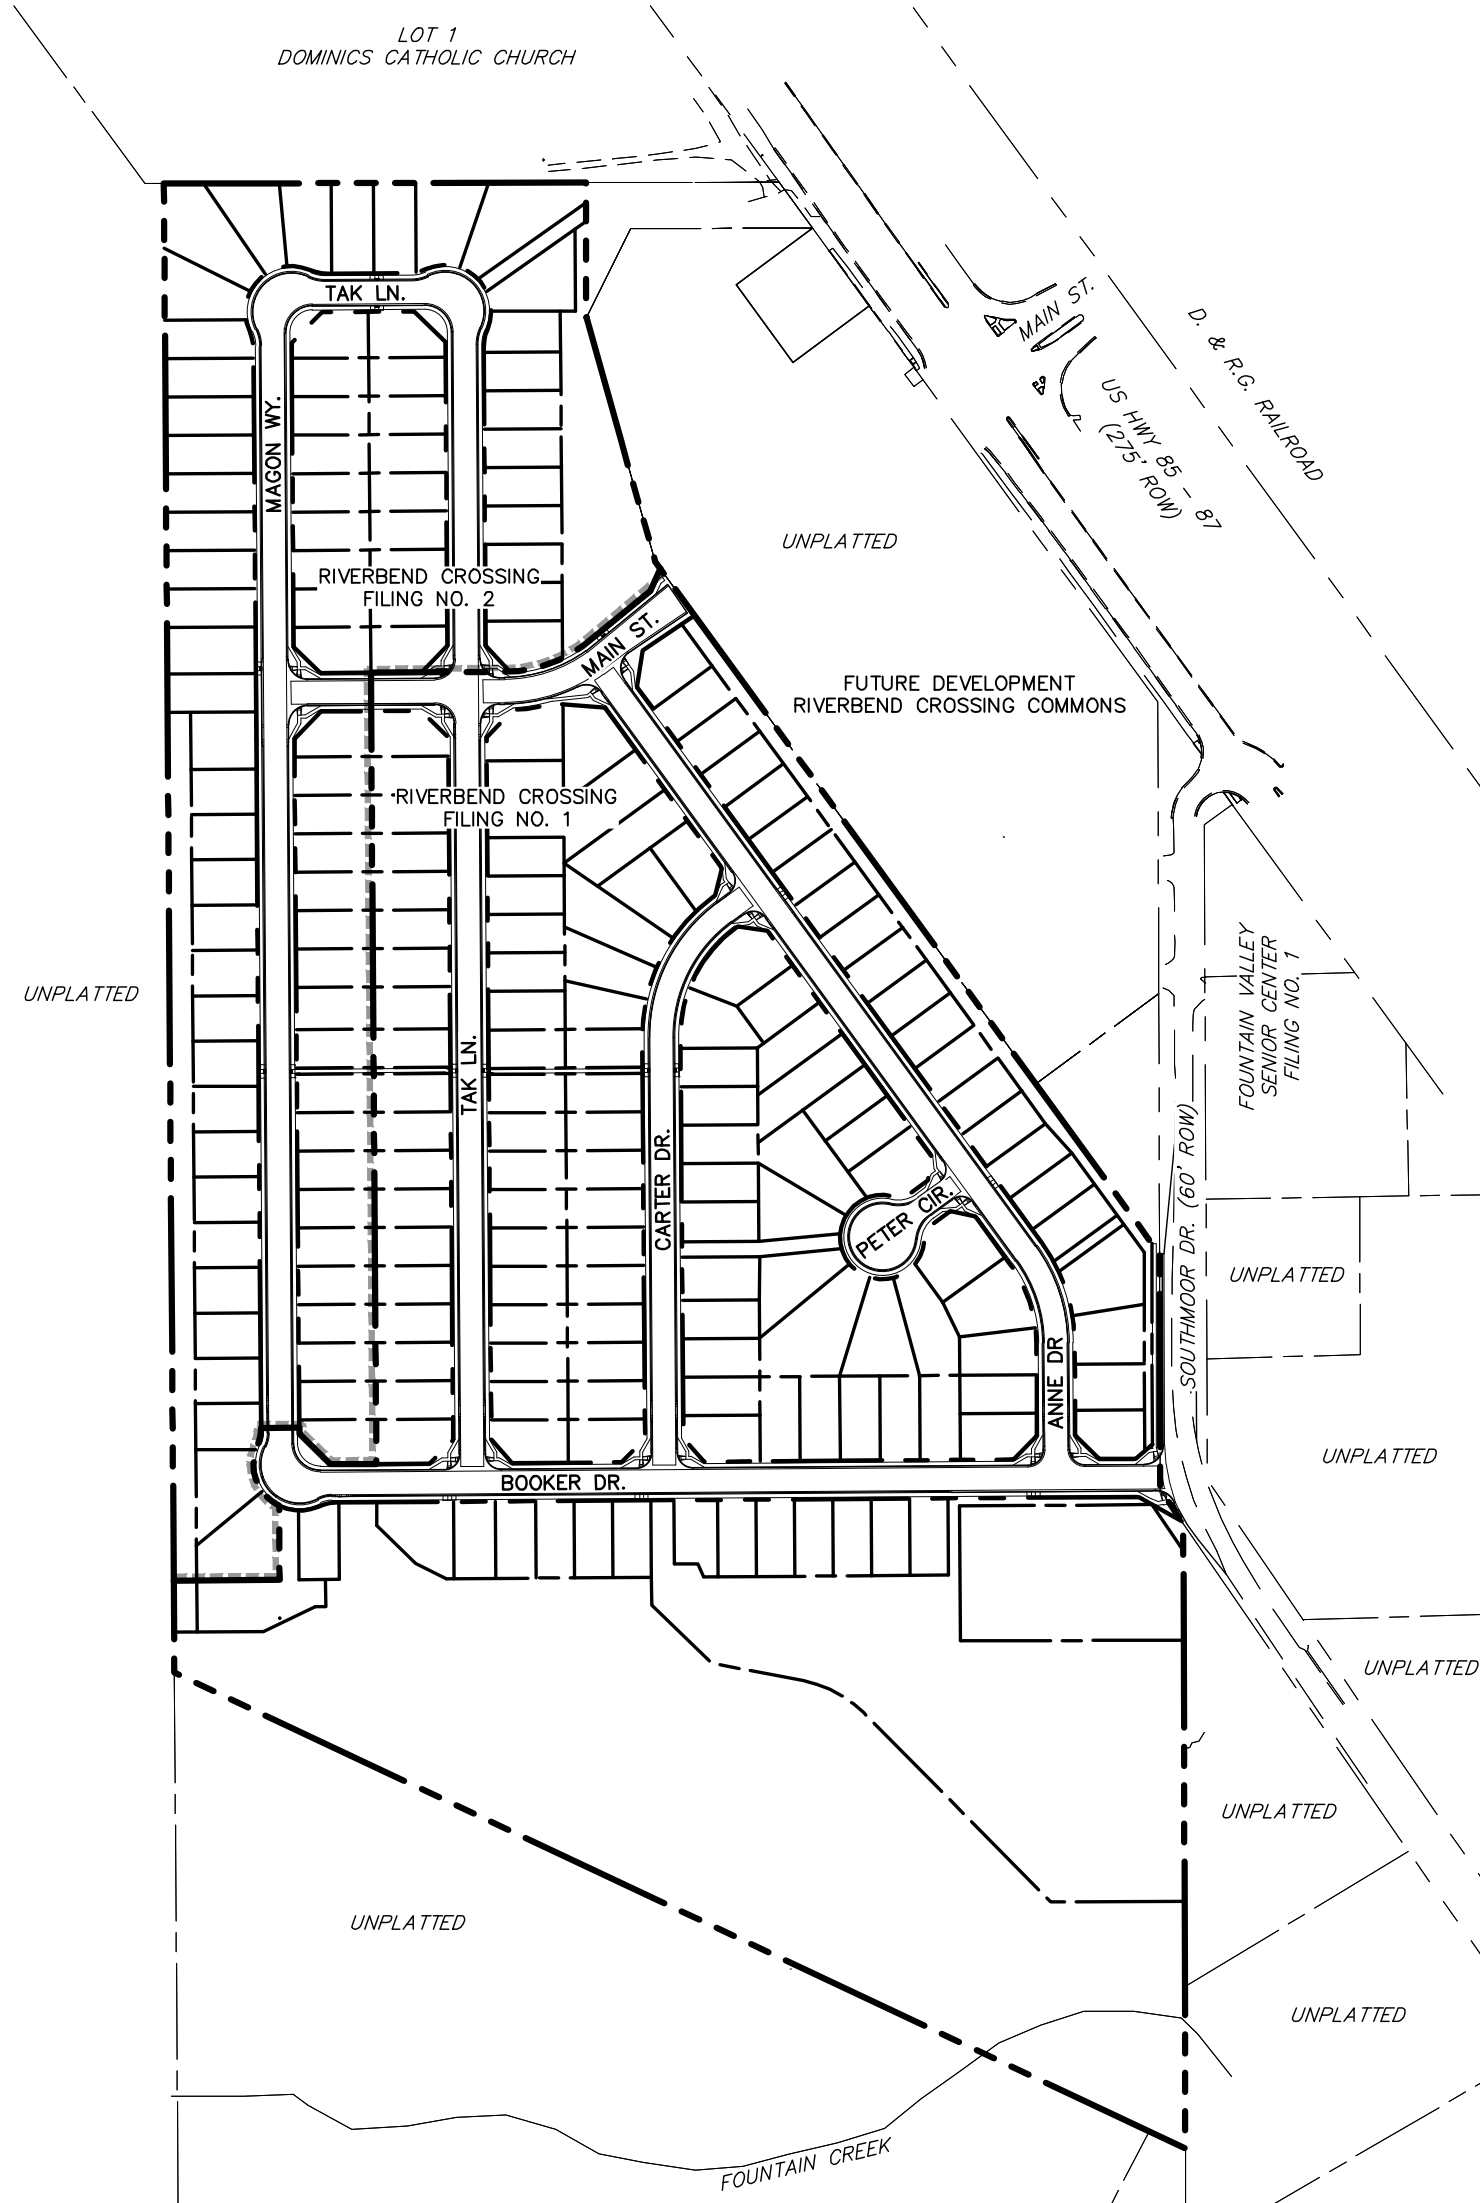 LOT 1
DOMINICS CATHOLIC CHURCH
TAK LN.
MAIN ST.
D. & R.G. RAILROAD
US HWY 85 - 87
(275' ROW)
MAGON WY.
UNPLATTED
RIVERBEND CROSSING
FILING NO. 2
MAIN ST.
FUTURE DEVELOPMENT
RIVERBEND CROSSING COMMONS
RIVERBEND CROSSING
FILING NO. 1
UNPLATTED
FOUNTAIN VALLEY
SENIOR CENTER
FILING NO. 1
TAK LN.
CARTER DR.
PETER CIR.
SOUTHMOOR DR. (60' ROW)
UNPLATTED
ANNE DR
UNPLATTED
BOOKER DR.
UNPLATTED
UNPLATTED
UNPLATTED
UNPLATTED
FOUNTAIN CREEK